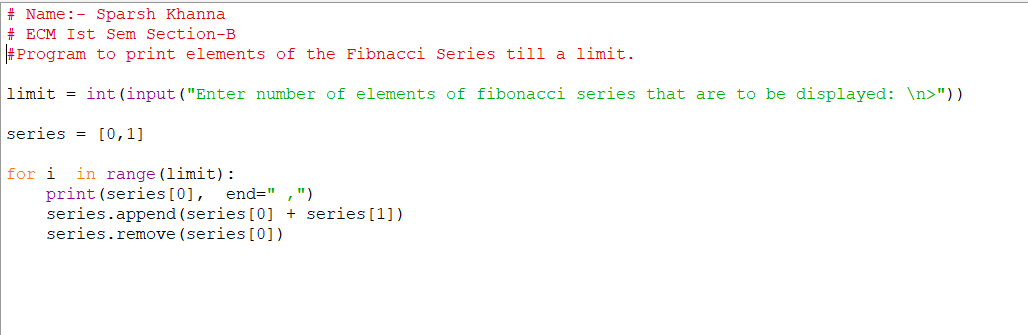 # Name:- Sparsh Khanna
# ECM Ist Sem Section-B
#Program to print elements of the Fibnacci Series till a limit.
limit = int(input("Enter number of elements of fibonacci series that are to be displayed: \n>"))
series = [0,1]
for i  in range(limit):
    print(series[0],  end=" ,")
    series.append(series[0] + series[1])
    series.remove(series[0])